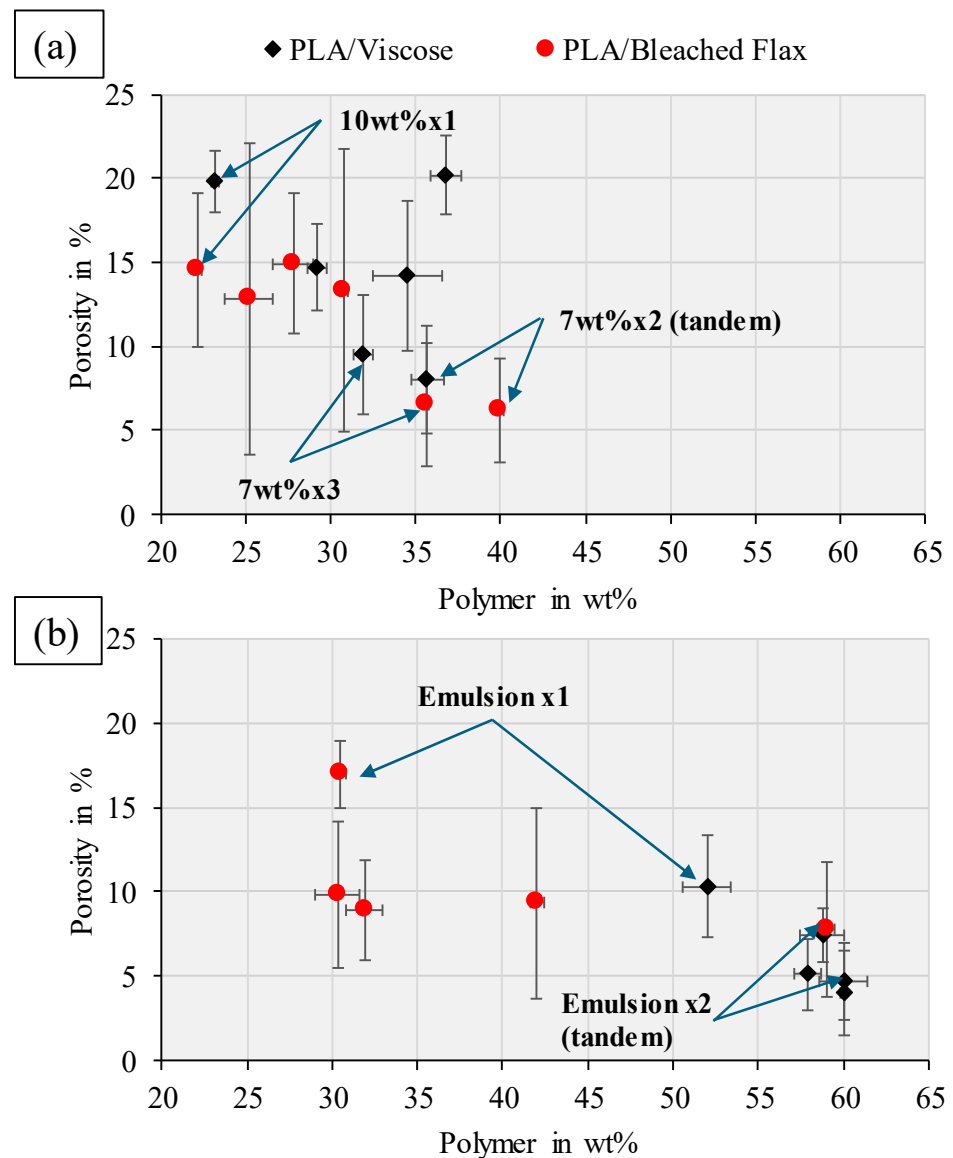 (a)
PLA/Viscose PLA/Bleached Flax
25
20
15
10
5
0
Porosity in %
10wt%x1
7wt%x2 (tandem)
7wt%x3
20 25 30 35 40 45 50 55 60 65
Polymer in wt%
(b)
25
20
15
10
5
0
Porosity in %
Emulsion x1
Emulsion x2
(tandem)
20 25 30 35 40 45 50 55 60 65
Polymer in wt%